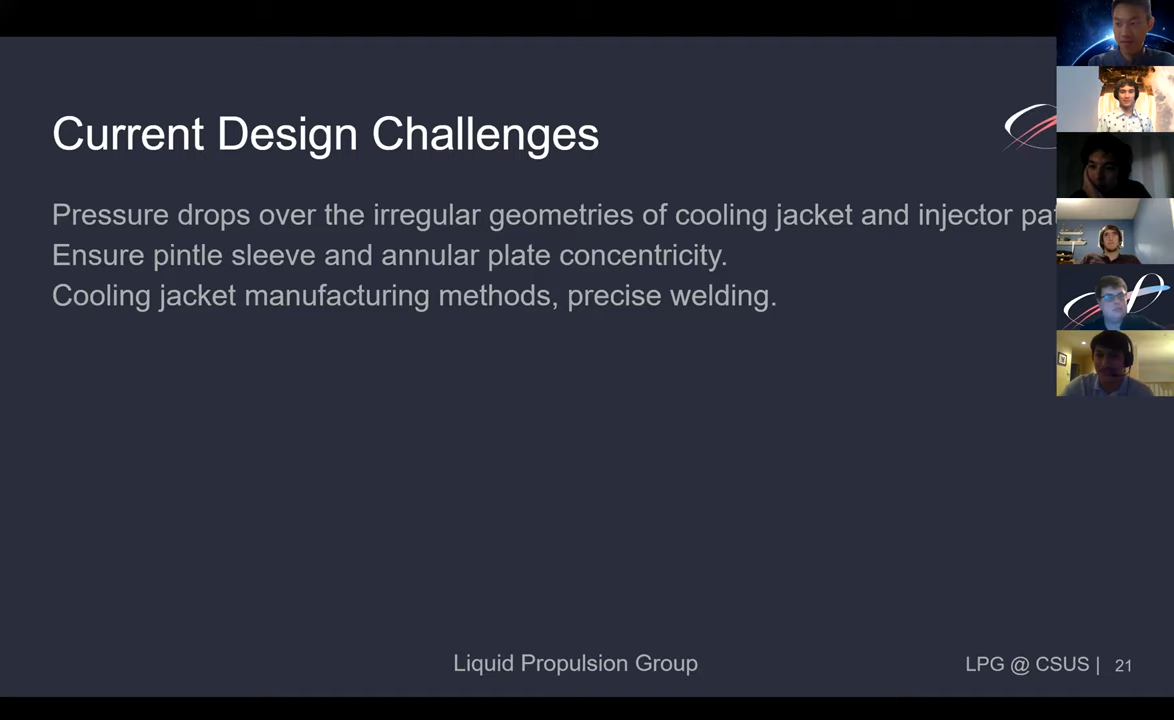 Current Design Challenges
Pressure drops over the irregular geometries of cooling jacket and injector
Ensure pintle sleeve and annular plate concentricity.
Cooling jacket manufacturing methods, precise welding.
Liquid Propulsion Group
LPG @ CSUS | 21